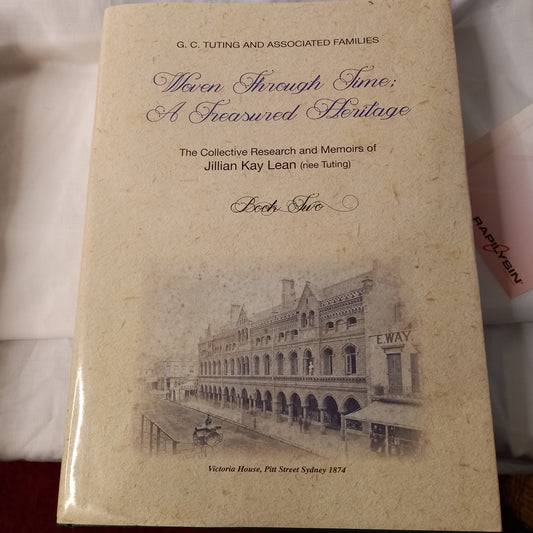 G. C. TUTING AND ASSOCIATED FAMILIES
Woven Through Time:
A Treasured Heritage
The Collective Research and Memoirs of
Jillian Kay Lean (nee Tuting)
Book Two
E. WAY
Victoria House, Pitt Street Sydney 1874
RAPILYSIN